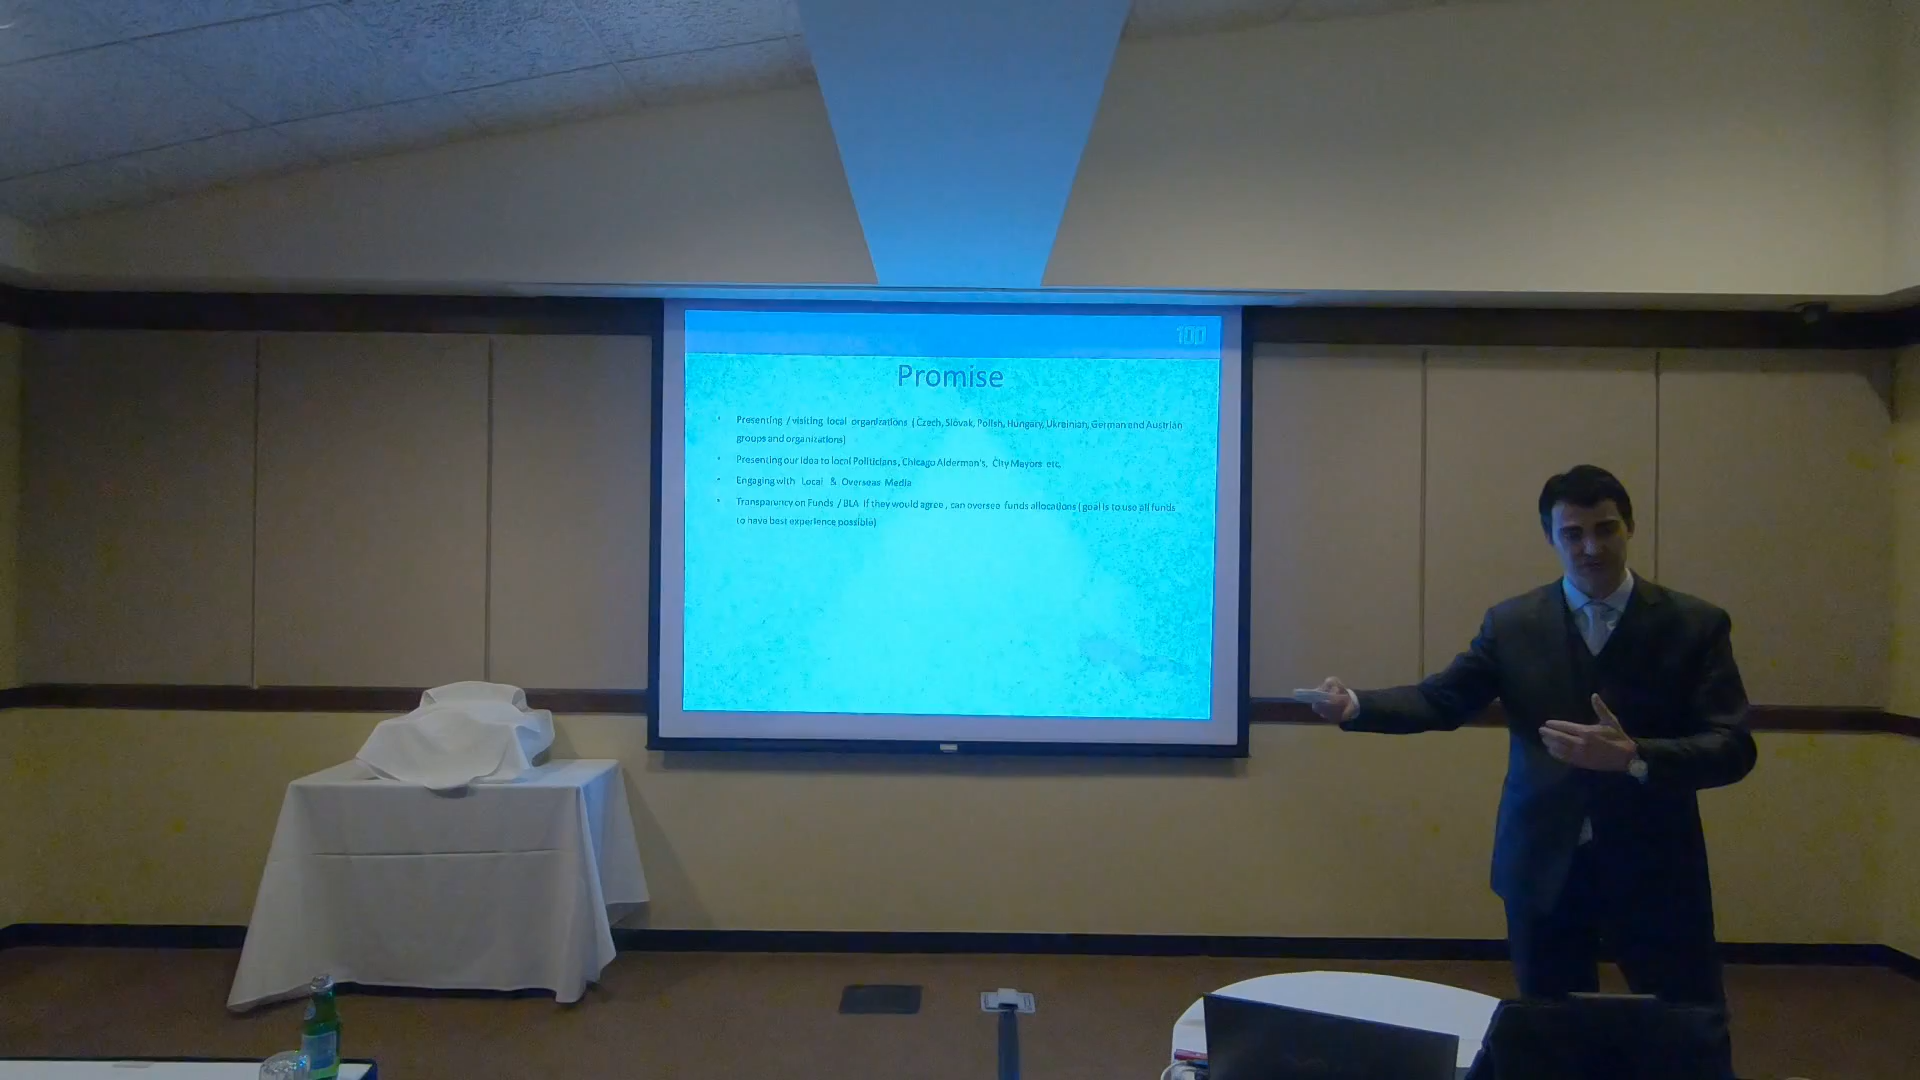 100
Promise
Presenting / visiting local organizations ( Czech, Slovak, Polish, Hungary, Ukrainian, German and Austrian
groups and organizations)
Presenting our idea to local Politicians , Chicago Alderman's, City Mayors etc.
Engaging with Local & Overseas Media
Transparency on Funds / BLA If they would agree , can oversee funds allocations ( goal is to use all funds
to have best experience possible)